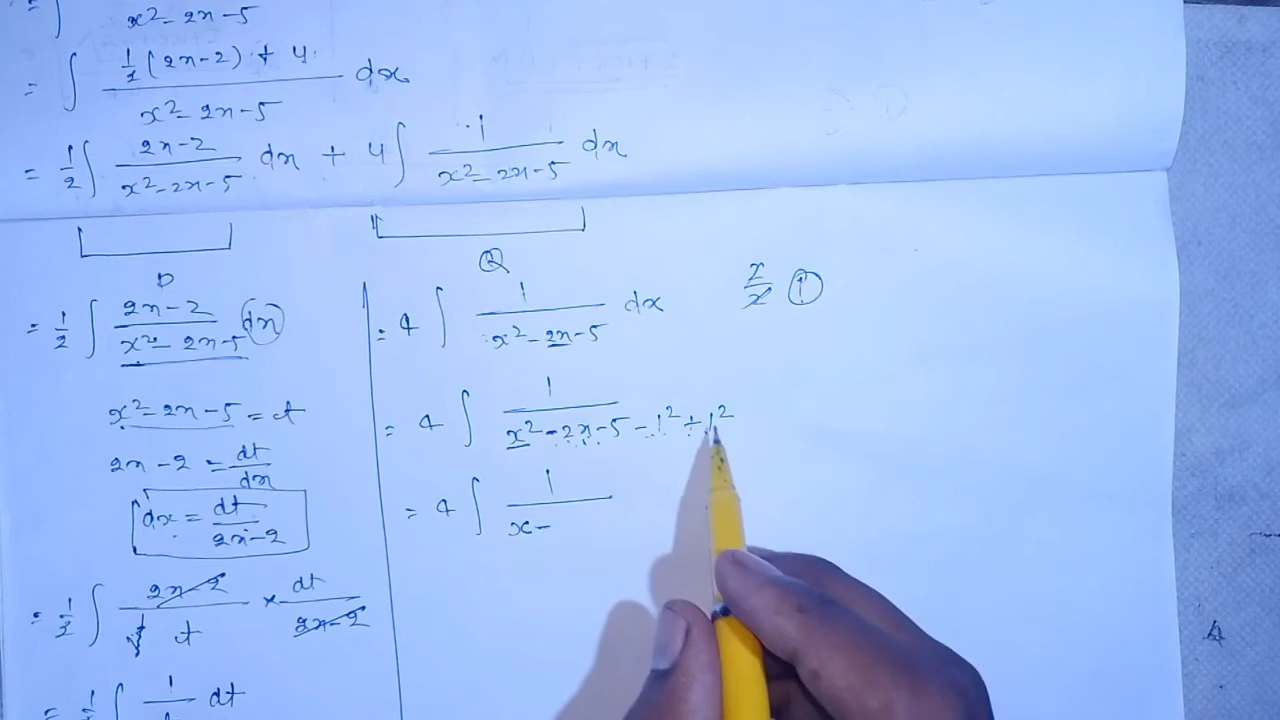 = ∫ x² - 2x - 5
= ∫ ½(2x-2) + 4 / x² - 2x - 5 dx
= ½ ∫ 2x-2 / x² - 2x - 5 dx + 4 ∫ 1 / x² - 2x - 5 dx
P
Q
= ½ ∫ 2x-2 / x² - 2x - 5 dx
x² - 2x - 5 = t
2x - 2 = dt/dx
dx = dt / 2x-2
= ½ ∫ 2x-2 / t × dt / 2x-2
= ½ ∫ 1 / dt
= 4 ∫ 1 / x² - 2x - 5 dx
= 4 ∫ 1 / x² - 2x - 5 - 1² + 1²
= 4 ∫ 1 / x -